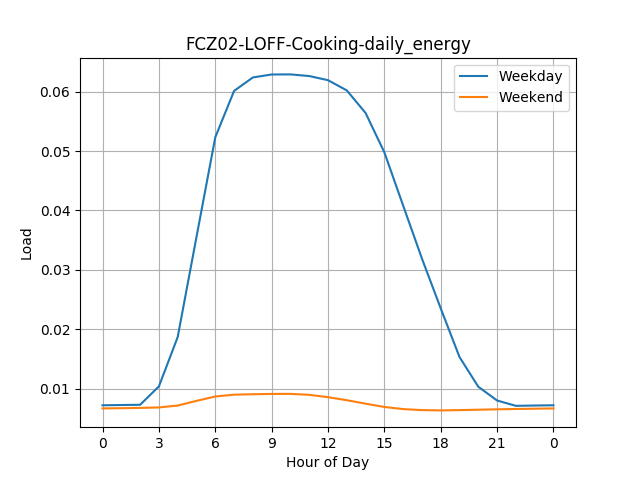 FCZ02-LOFF-Cooking-daily_energy
Weekday
Weekend
Load
0.06
0.05
0.04
0.03
0.02
0.01
0 3 6 9 12 15 18 21 0
Hour of Day